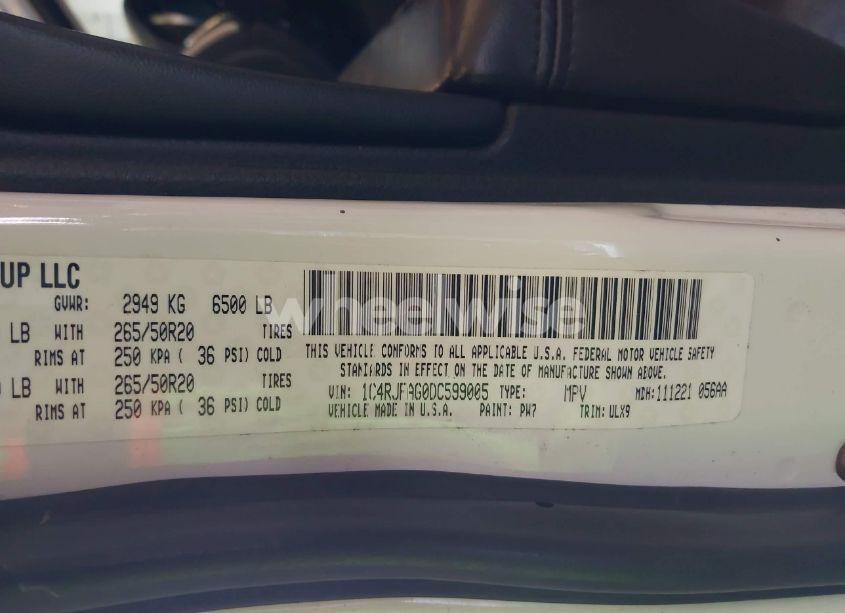 UP LLC
GVWR: 2949 KG 6500 LB
LB WITH 265/50R20 TIRES
RIMS AT 250 KPA ( 36 PSI) COLD
LB WITH 265/50R20 TIRES
RIMS AT 250 KPA ( 36 PSI) COLD
wheelwise
THIS VEHICLE CONFORMS TO ALL APPLICABLE U.S.A. FEDERAL MOTOR VEHICLE SAFETY
STANDARDS IN EFFECT ON THE DATE OF MANUFACTURE SHOWN ABOVE.
VIN: 1C4RJFAG0DC599005 TYPE: MPV MDH: 111221 056AA
VEHICLE MADE IN U.S.A. PAINT: PW7 TRIM: ULX9